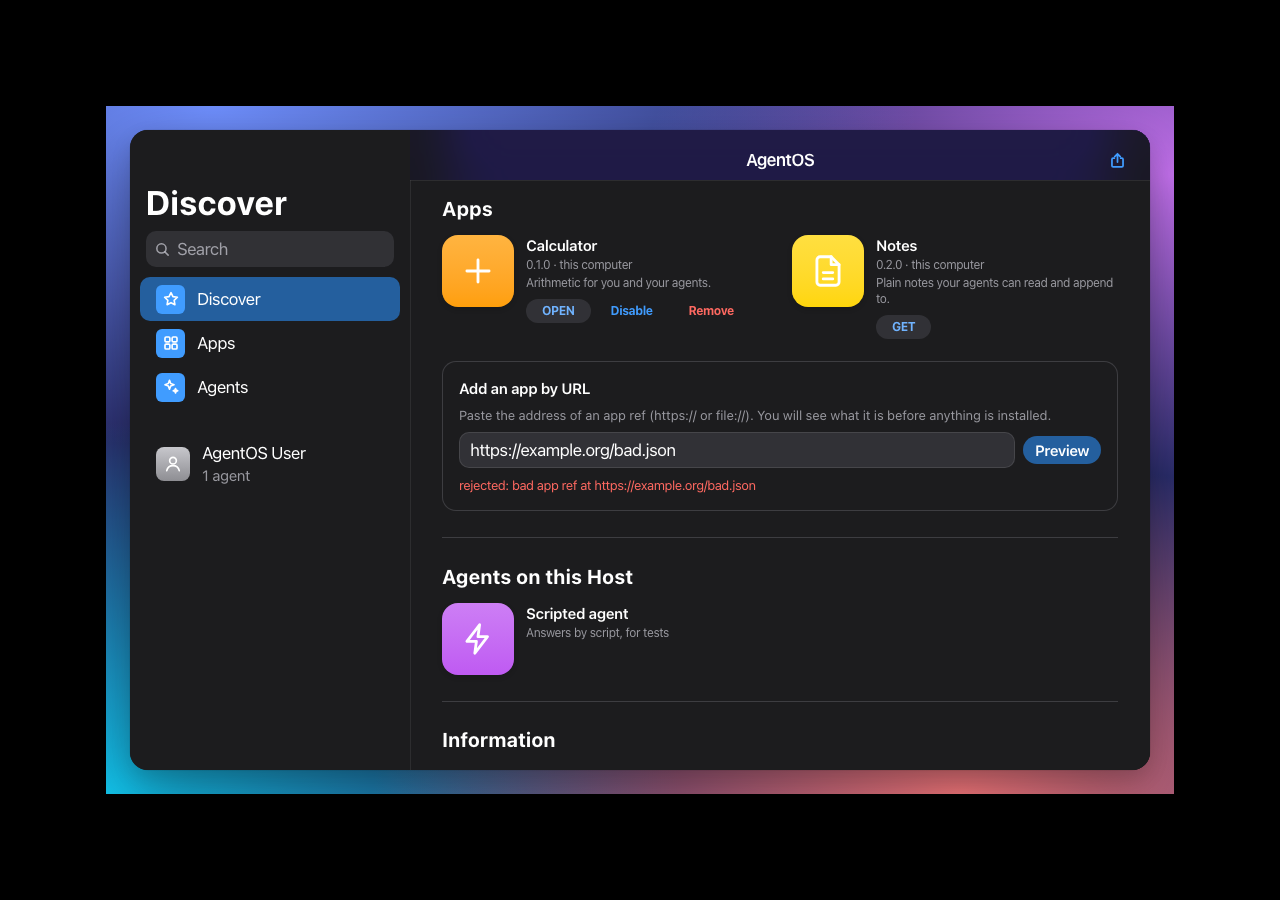 AgentOS
Discover
Search
Discover
Apps
Agents
AgentOS User
1 agent
Apps
Calculator
0.1.0 · this computer
Arithmetic for you and your agents.
OPEN
Disable
Remove
Notes
0.2.0 · this computer
Plain notes your agents can read and append
to.
GET
Add an app by URL
Paste the address of an app ref (https:// or file://). You will see what it is before anything is installed.
https://example.org/bad.json
Preview
rejected: bad app ref at https://example.org/bad.json
Agents on this Host
Scripted agent
Answers by script, for tests
Information